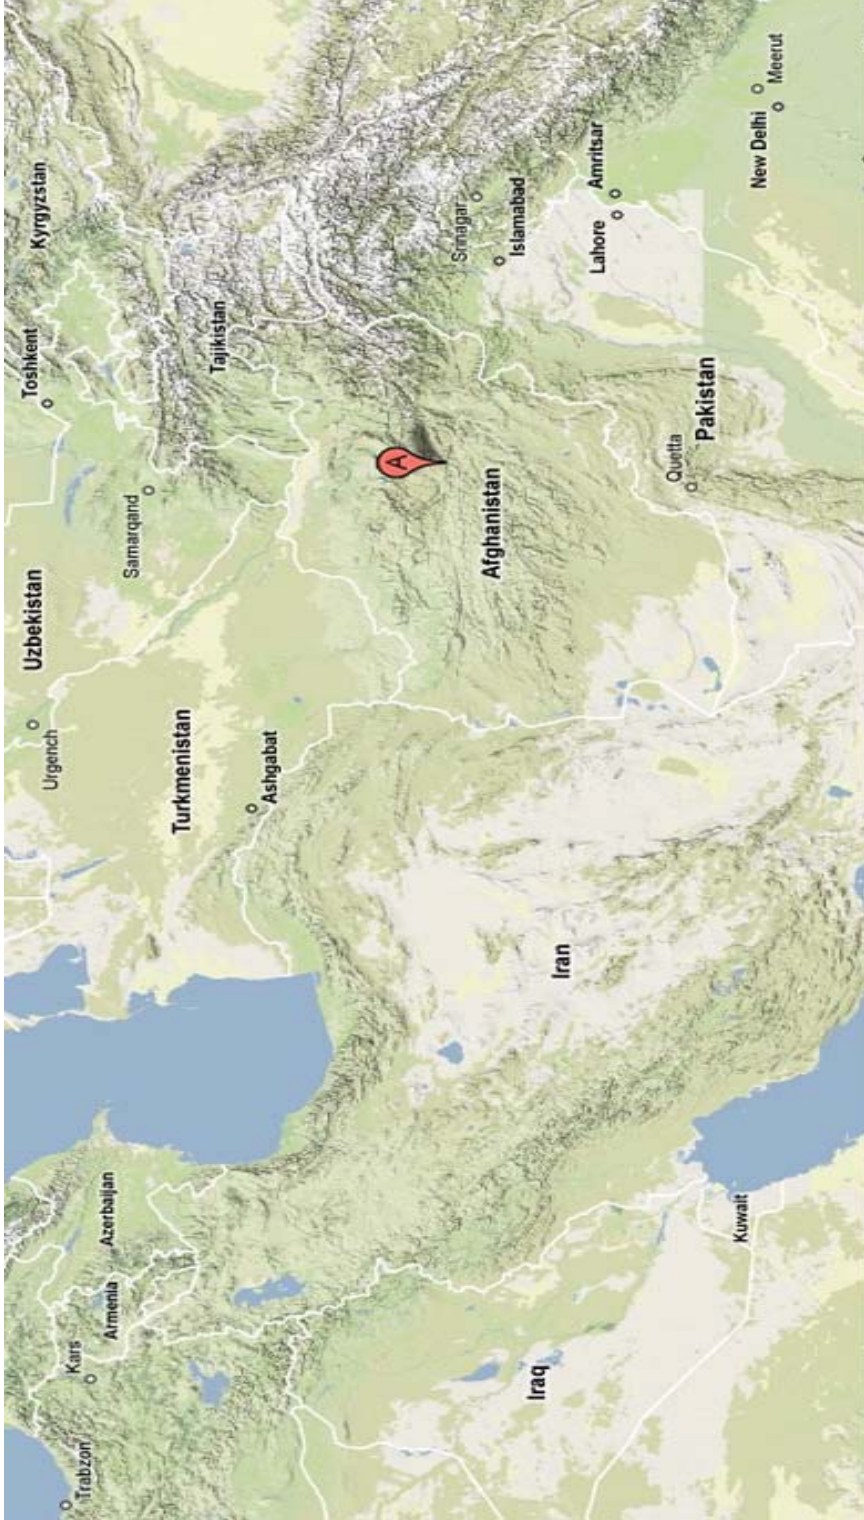 Trabzon
Kars
Armenia
Azerbaijan
Urgench
Uzbekistan
Toshkent
Kyrgyzstan
Samarqand
Tajikistan
Turkmenistan
Ashgabat
A
Srinagar
Islamabad
Afghanistan
Iraq
Iran
Lahore
Amritsar
Quetta
Pakistan
Kuwait
New Delhi
Meerut